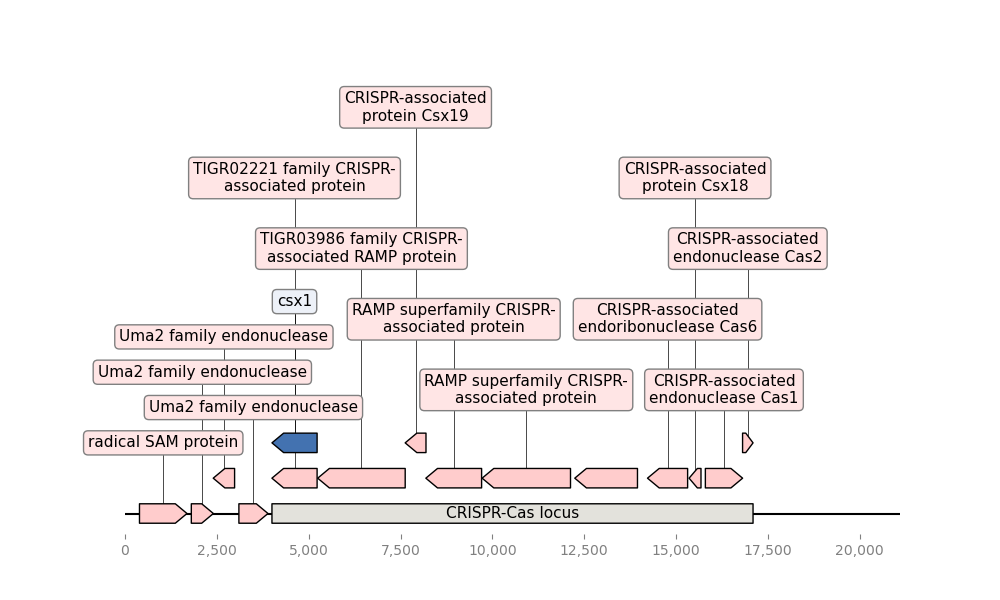 CRISPR-associated
protein Csx19
TIGR02221 family CRISPR-
associated protein
CRISPR-associated
protein Csx18
TIGR03986 family CRISPR-
associated RAMP protein
CRISPR-associated
endonuclease Cas2
csx1
RAMP superfamily CRISPR-
associated protein
CRISPR-associated
endoribonuclease Cas6
Uma2 family endonuclease
Uma2 family endonuclease
RAMP superfamily CRISPR-
associated protein
CRISPR-associated
endonuclease Cas1
Uma2 family endonuclease
radical SAM protein
CRISPR-Cas locus
0 2,500 5,000 7,500 10,000 12,500 15,000 17,500 20,000